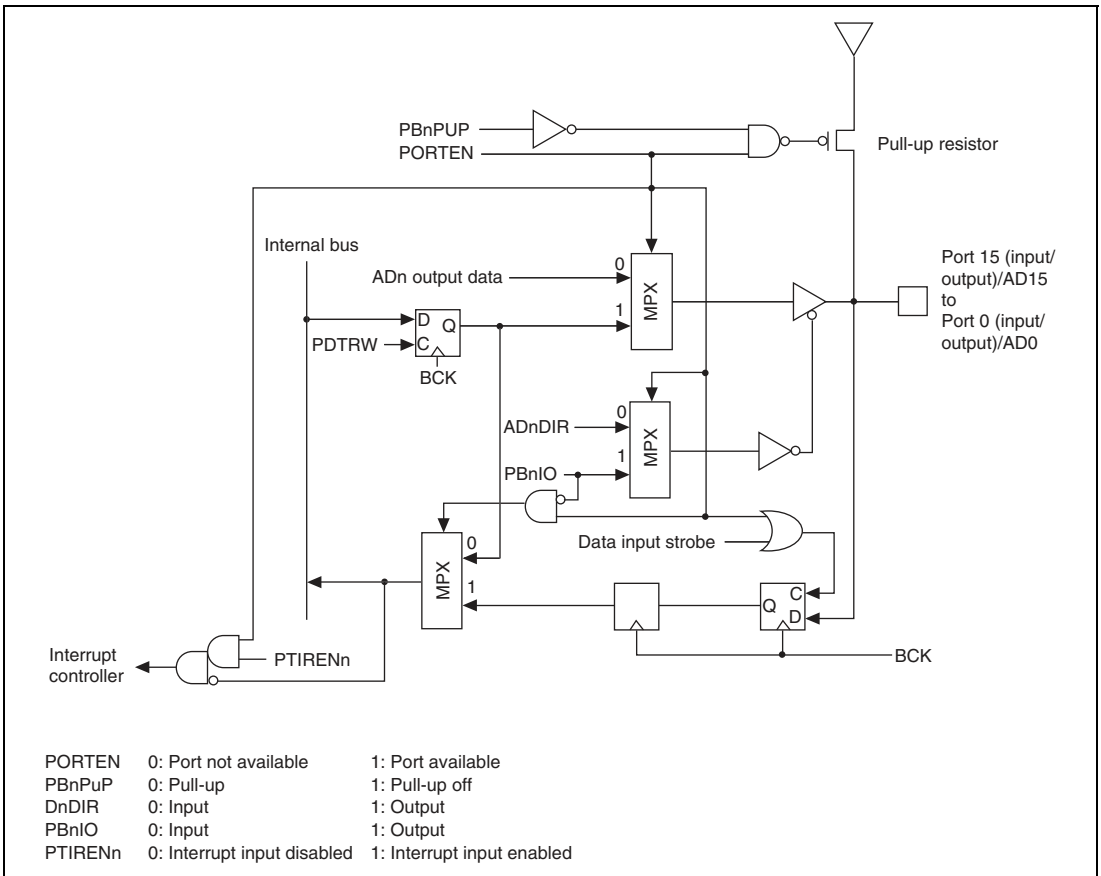 PBnPUP
PORTEN
Pull-up resistor
Internal bus
ADn output data
0
1
MPX
Port 15 (input/
output)/AD15
to
Port 0 (input/
output)/AD0
D
Q
PDTRW
C
BCK
ADnDIR
0
1
MPX
PBnIO
Data input strobe
0
1
MPX
Q
C
D
BCK
Interrupt
controller
PTIRENn
PORTEN 0: Port not available 1: Port available
PBnPuP 0: Pull-up 1: Pull-up off
DnDIR 0: Input 1: Output
PBnIO 0: Input 1: Output
PTIRENn 0: Interrupt input disabled 1: Interrupt input enabled